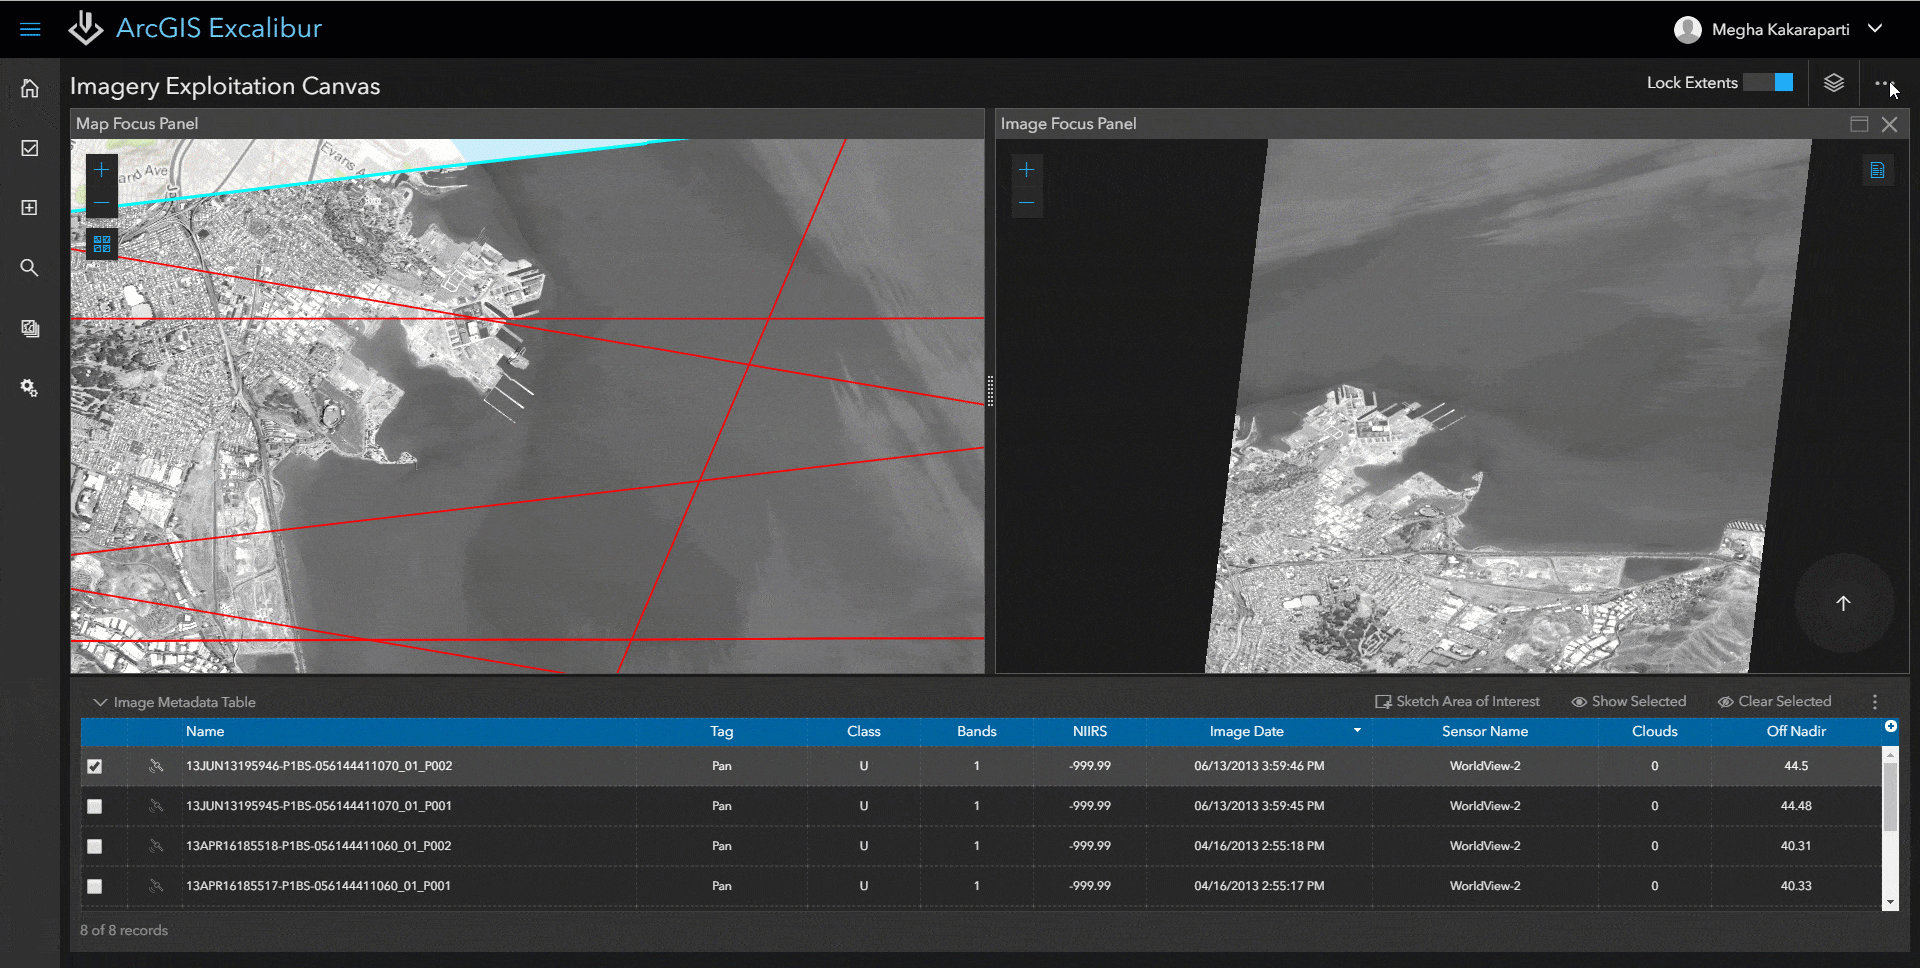 ArcGIS Excalibur
Megha Kakaraparti
Imagery Exploitation Canvas
Lock Extents
Map Focus Panel
Image Focus Panel
Evans A
and Ave
Image Metadata Table
Sketch Area of Interest Show Selected Clear Selected
Name Tag Class Bands NIIRS Image Date Sensor Name Clouds Off Nadir
13JUN13195946-P1BS-056144411070_01_P002 Pan U 1 -999.99 06/13/2013 3:59:46 PM WorldView-2 0 44.5
13JUN13195945-P1BS-056144411070_01_P001 Pan U 1 -999.99 06/13/2013 3:59:45 PM WorldView-2 0 44.48
13APR16185518-P1BS-056144411060_01_P002 Pan U 1 -999.99 04/16/2013 2:55:18 PM WorldView-2 0 40.31
13APR16185517-P1BS-056144411060_01_P001 Pan U 1 -999.99 04/16/2013 2:55:17 PM WorldView-2 0 40.33
8 of 8 records